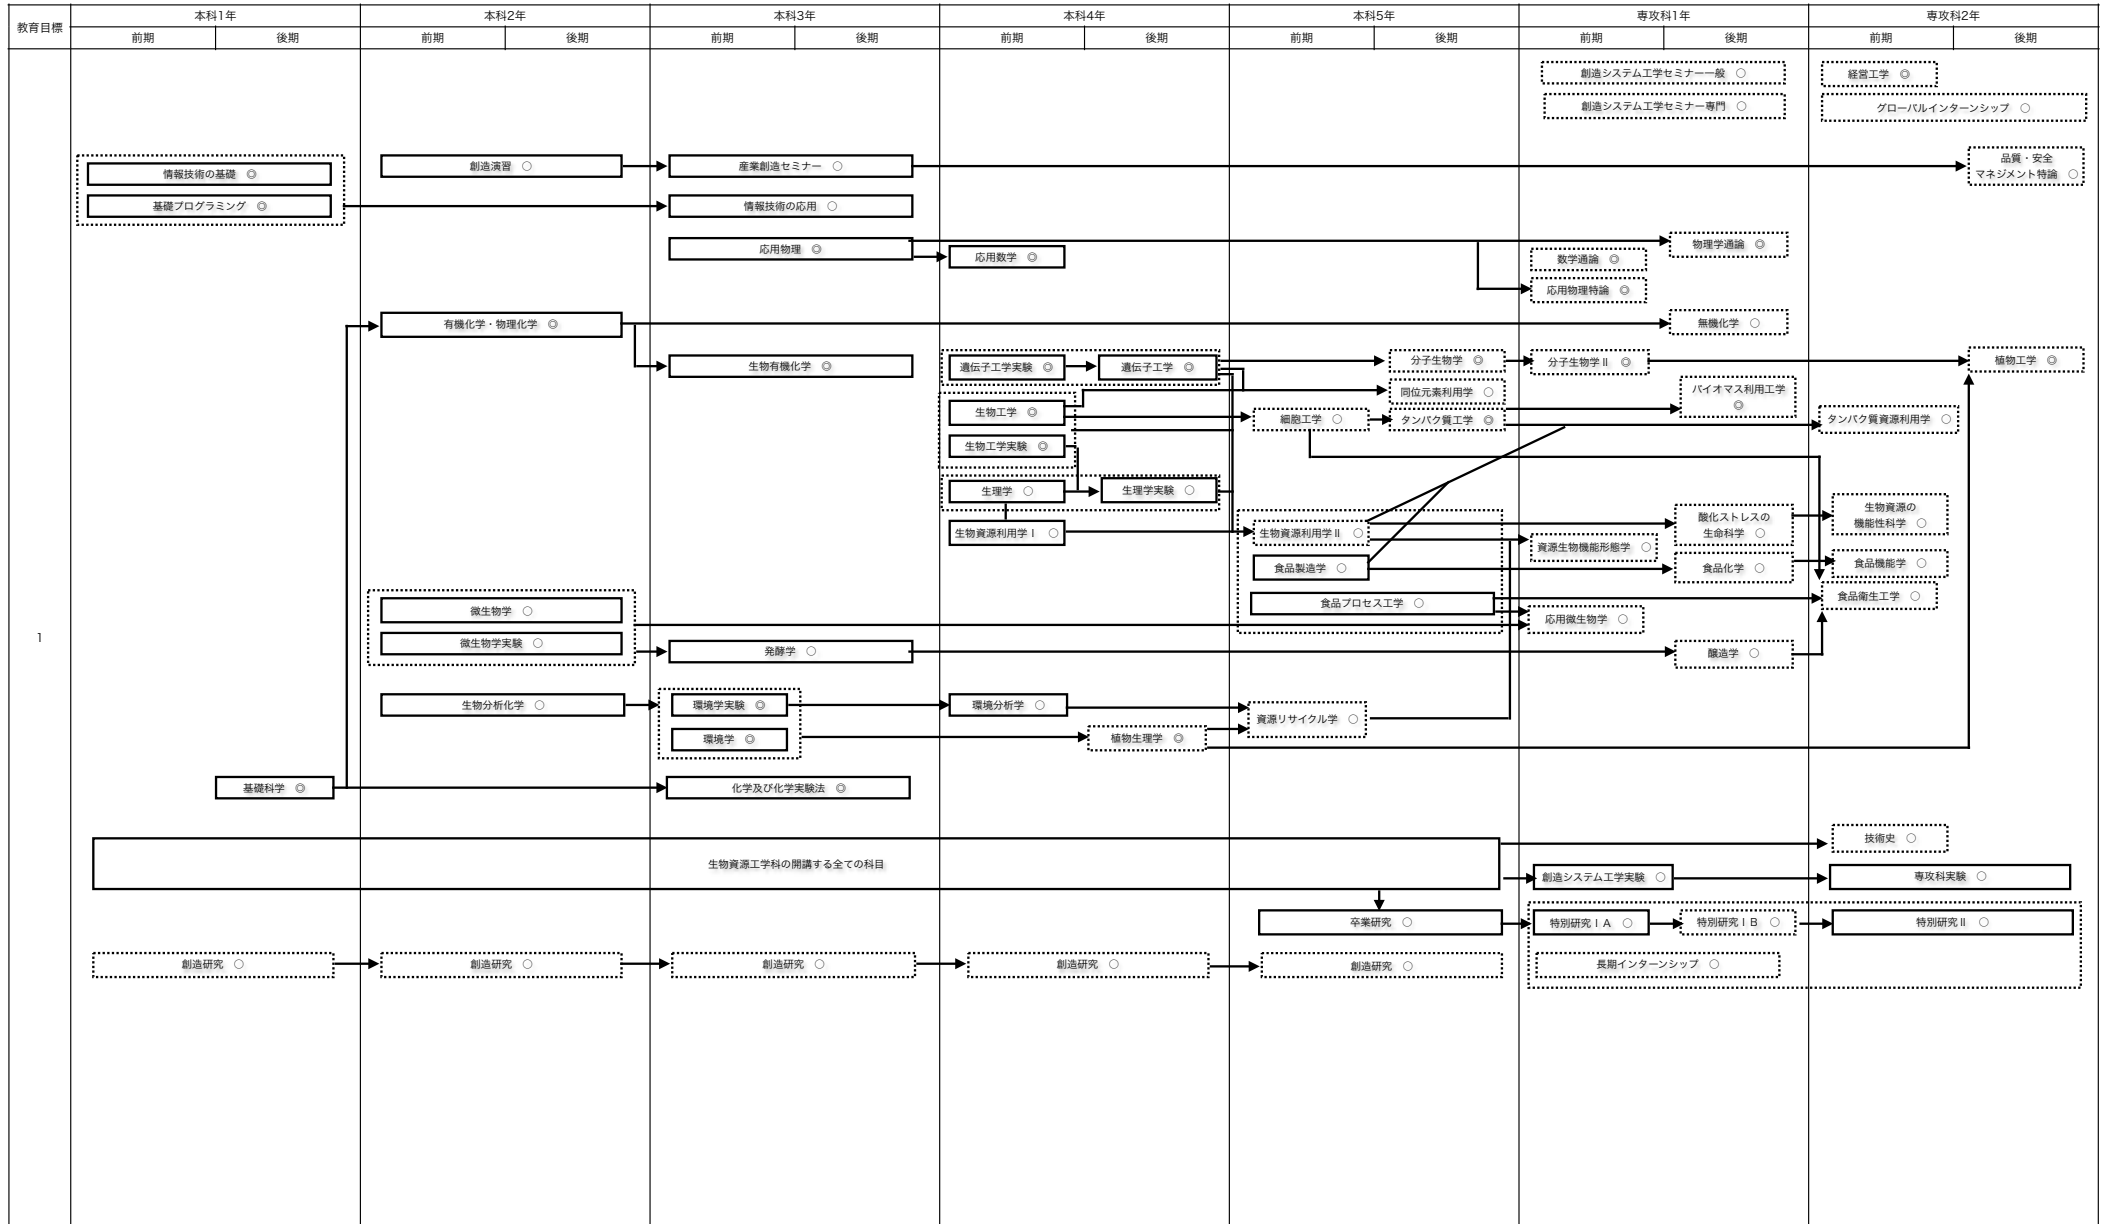 教育目標
本科1年
本科2年
本科3年
本科4年
本科5年
専攻科1年
専攻科2年
前期
後期
前期
後期
前期
後期
前期
後期
前期
後期
前期
後期
前期
後期
創造システム工学セミナー一般 ○
経営工学 ◎
創造システム工学セミナー専門 ○
グローバルインターンシップ ○
情報技術の基礎 ◎
創造演習 ○
産業創造セミナー ○
品質・安全
マネジメント特論 ○
基礎プログラミング ◎
情報技術の応用 ○
応用物理 ◎
応用数学 ◎
物理学通論 ◎
数学通論 ◎
応用物理特論 ◎
有機化学・物理化学 ◎
無機化学 ○
生物有機化学 ◎
遺伝子工学実験 ◎
遺伝子工学 ◎
分子生物学 ◎
分子生物学Ⅱ ◎
植物工学 ◎
同位元素利用学 ○
バイオマス利用工学
◎
生物工学 ◎
細胞工学 ○
タンパク質工学 ◎
タンパク質資源利用学 ○
生物工学実験 ◎
生理学 ○
生理学実験 ○
生物資源利用学Ⅰ ○
生物資源利用学Ⅱ ○
酸化ストレスの
生命科学 ○
生物資源の
機能性科学 ○
資源生物機能形態学 ○
食品製造学 ○
食品化学 ○
食品機能学 ○
食品プロセス工学 ○
食品衛生工学 ○
微生物学 ○
応用微生物学 ○
1
微生物学実験 ○
発酵学 ○
醸造学 ○
生物分析化学 ○
環境学実験 ◎
環境分析学 ○
資源リサイクル学 ○
環境学 ◎
植物生理学 ◎
基礎科学 ◎
化学及び化学実験法 ◎
技術史 ○
生物資源工学科の開講する全ての科目
創造システム工学実験 ○
専攻科実験 ○
卒業研究 ○
特別研究ⅠA ○
特別研究ⅠB ○
特別研究Ⅱ ○
創造研究 ○
創造研究 ○
創造研究 ○
創造研究 ○
創造研究 ○
長期インターンシップ ○